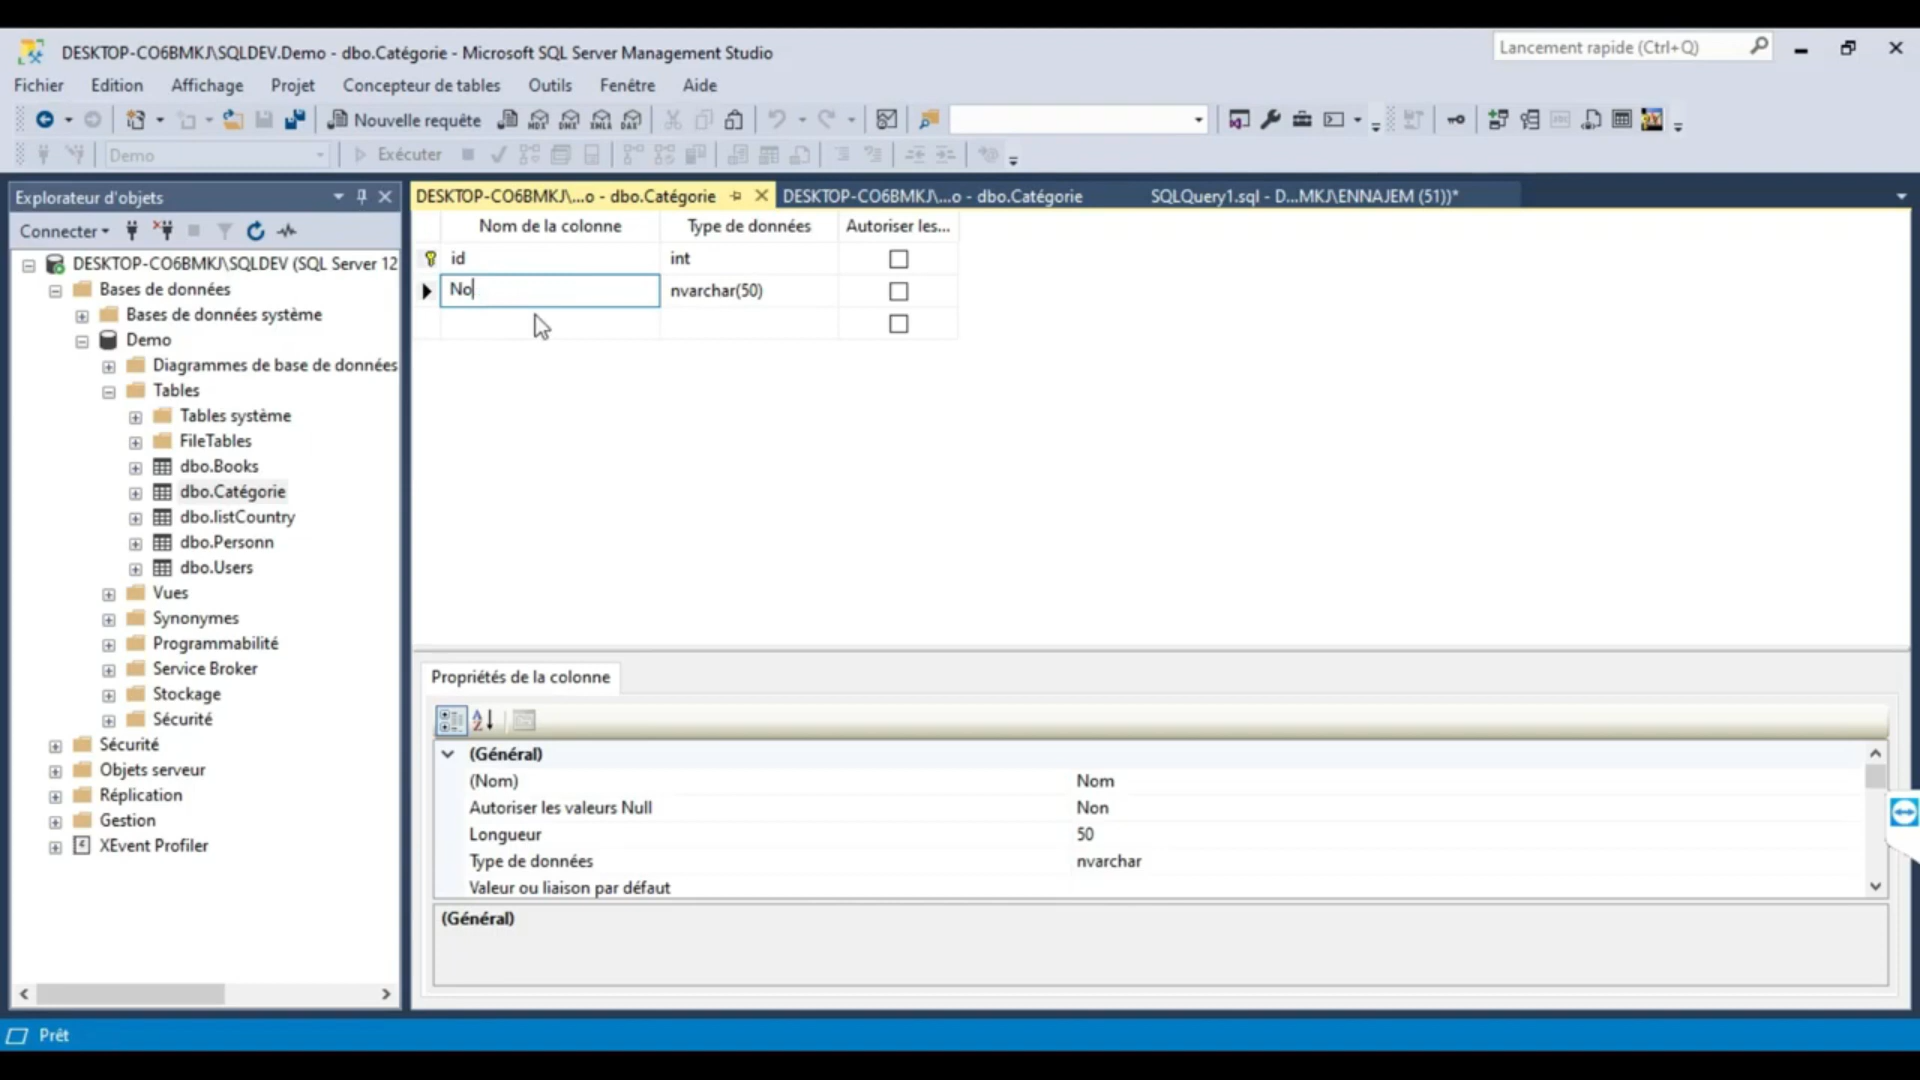 DESKTOP-CO6BMKJ\SQLDEV.Demo - dbo.Catégorie - Microsoft SQL Server Management Studio
Lancement rapide (Ctrl+Q)
Fichier Edition Affichage Projet Concepteur de tables Outils Fenêtre Aide
Nouvelle requête MDX DMX XMLA DAX
Demo Exécuter
Explorateur d'objets
DESKTOP-CO6BMKJ\...o - dbo.Catégorie DESKTOP-CO6BMKJ\...o - dbo.Catégorie SQLQuery1.sql - D...MKJ\ENNAJEM (51))*
Connecter
DESKTOP-CO6BMKJ\SQLDEV (SQL Server 12
Bases de données
Bases de données système
Demo
Diagrammes de base de données
Tables
Tables système
FileTables
dbo.Books
dbo.Catégorie
dbo.listCountry
dbo.Personn
dbo.Users
Vues
Synonymes
Programmabilité
Service Broker
Stockage
Sécurité
Sécurité
Objets serveur
Réplication
Gestion
XEvent Profiler
Nom de la colonne Type de données Autoriser les...
id int
No nvarchar(50)
Propriétés de la colonne
(Général)
(Nom) Nom
Autoriser les valeurs Null Non
Longueur 50
Type de données nvarchar
Valeur ou liaison par défaut
(Général)
Prêt